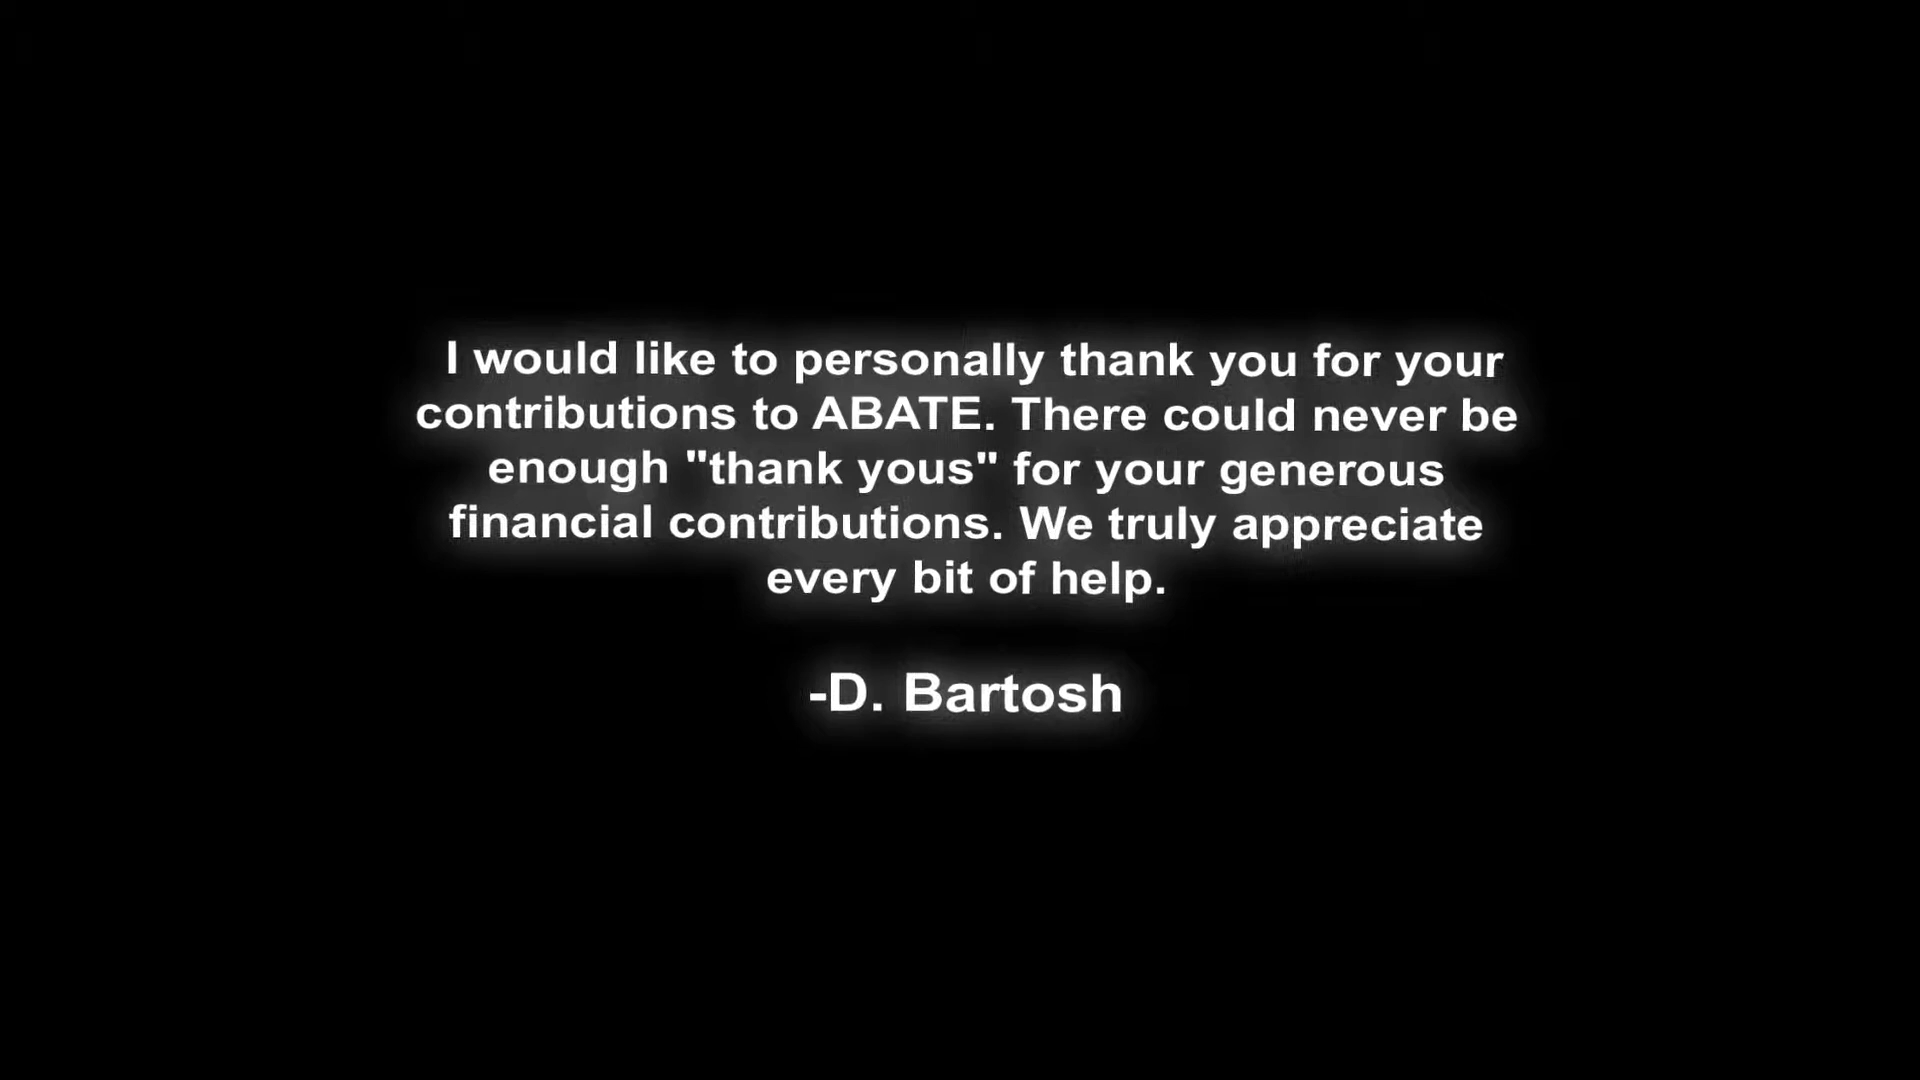 I would like to personally thank you for your
contributions to ABATE. There could never be
enough "thank yous" for your generous
financial contributions. We truly appreciate
every bit of help.
-D. Bartosh